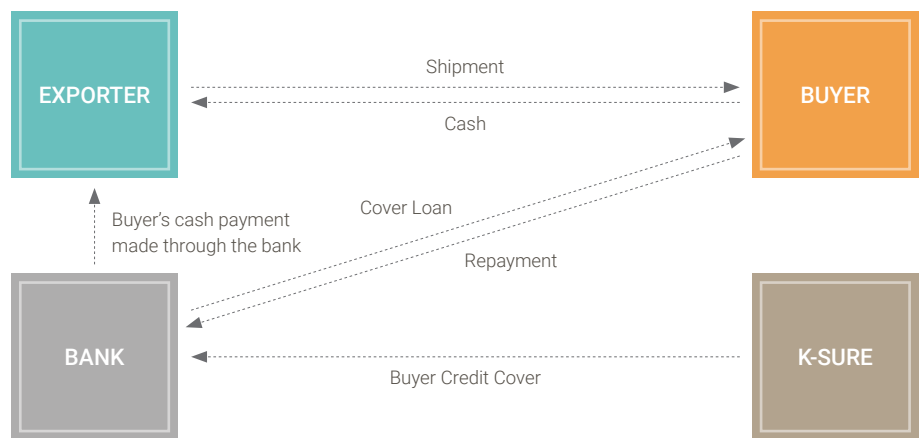 Shipment
EXPORTER
BUYER
Cash
Cover Loan
Buyer’s cash payment
made through the bank
Repayment
BANK
K-SURE
Buyer Credit Cover